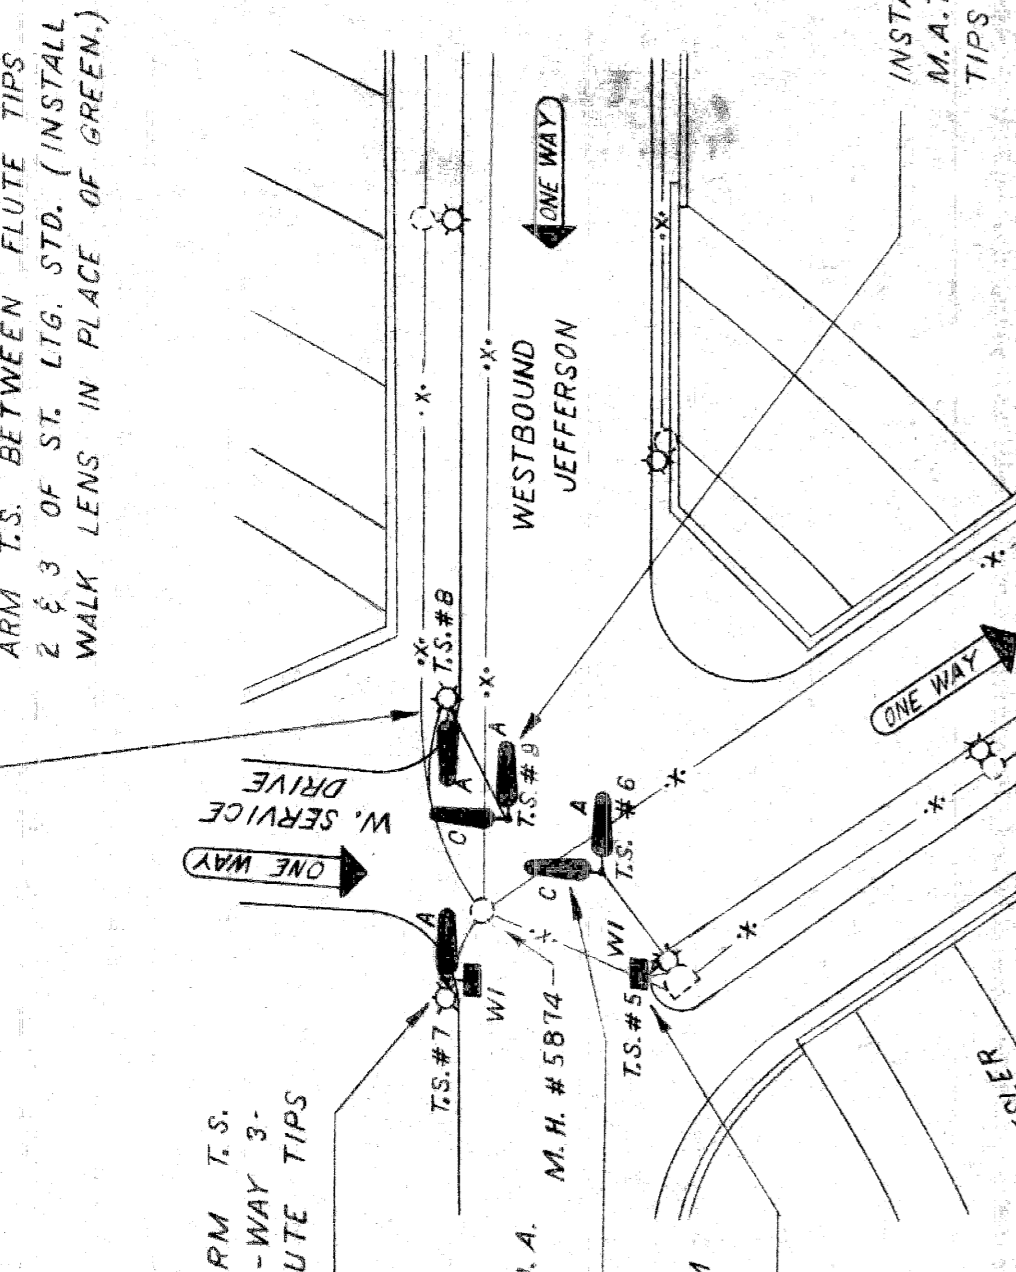 ARM T.S. BETWEEN FLUTE TIPS
2 & 3 OF ST. LTG. STD. (INSTALL
WALK LENS IN PLACE OF GREEN.)
W. SERVICE
DRIVE
ONE WAY
ONE WAY
WESTBOUND
JEFFERSON
ONE WAY
T.S.#8
A
A
T.S.#9
C
A
T.S. #6
C
A
WI
T.S.#7
WI
T.S.#5
M.H. #5874
RM T.S.
-WAY 3-
UTE TIPS
.A.
M
INSTA
M.A.
TIPS
X
X
X
X
X
X
X
X
X
X